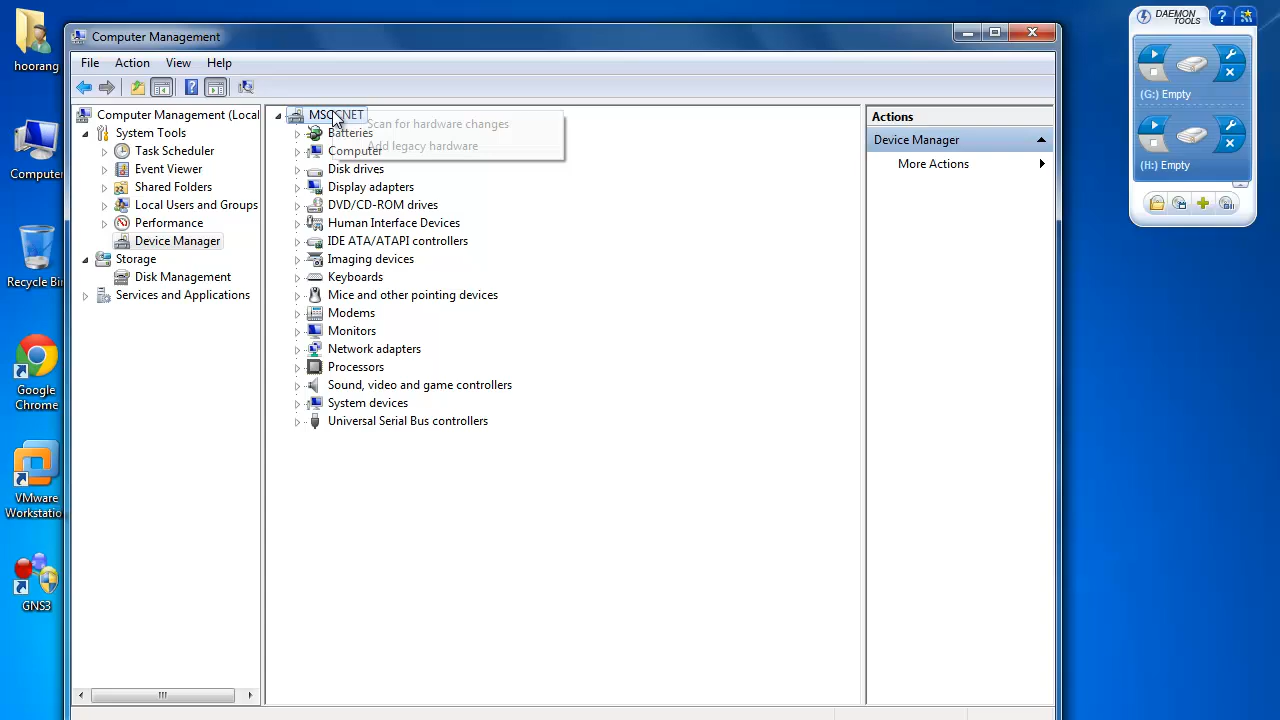 hoorang
Computer
Recycle Bin
Google
Chrome
VMware
Workstation
GNS3
Computer Management
File Action View Help
Computer Management (Local
System Tools
Task Scheduler
Event Viewer
Shared Folders
Local Users and Groups
Performance
Device Manager
Storage
Disk Management
Services and Applications
Scan for hardware changes
Add legacy hardware
Batteries
Computer
Disk drives
Display adapters
DVD/CD-ROM drives
Human Interface Devices
IDE ATA/ATAPI controllers
Imaging devices
Keyboards
Mice and other pointing devices
Modems
Monitors
Network adapters
Processors
Sound, video and game controllers
System devices
Universal Serial Bus controllers
Actions
Device Manager
More Actions
DAEMON
TOOLS
(G:) Empty
(H:) Empty